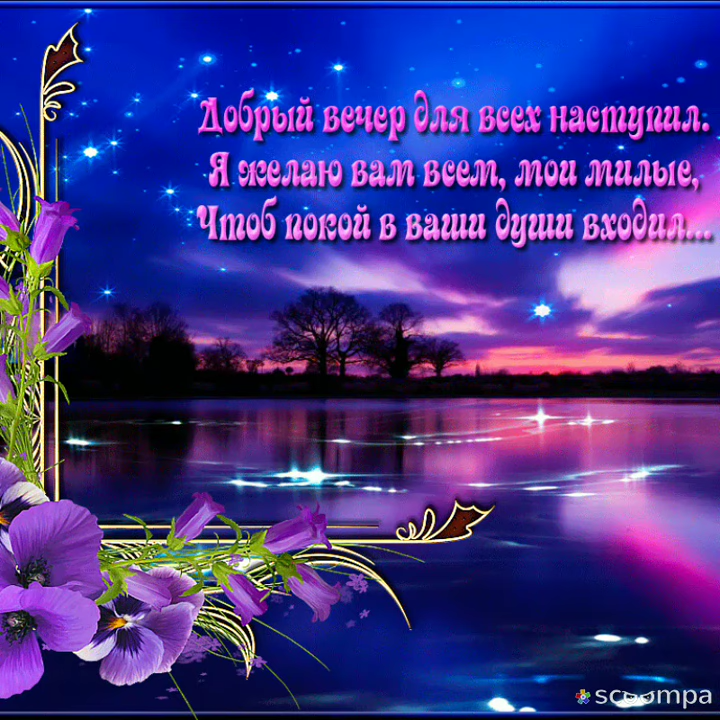 Добрый вечер для всех наступил.
Я желаю вам всем, мои милые,
Чтоб покой в ваши души входил...
scoompa